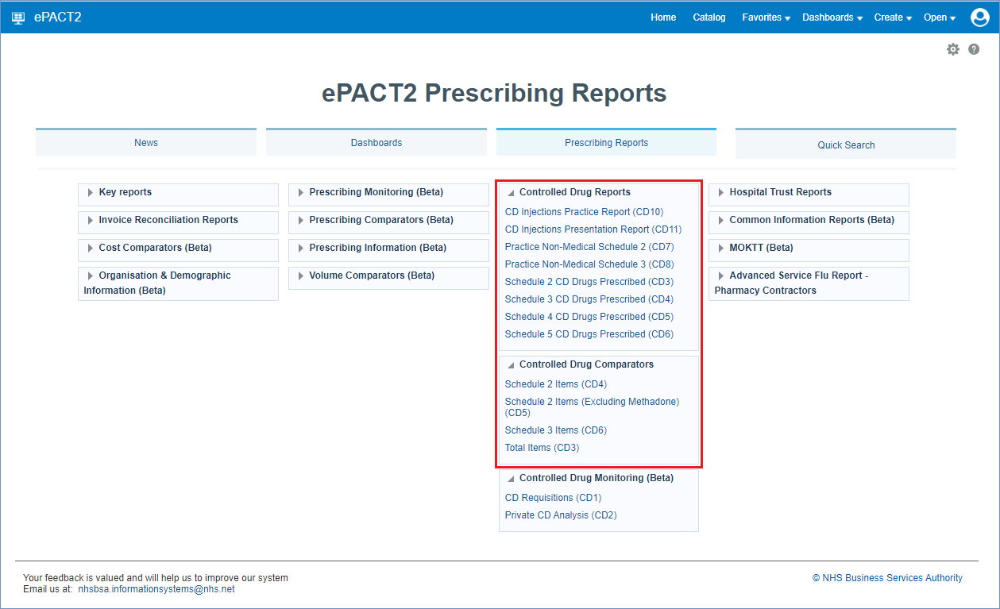 ePACT2
Home Catalog Favorites Dashboards Create Open
ePACT2 Prescribing Reports
News
Dashboards
Prescribing Reports
Quick Search
Key reports
Invoice Reconciliation Reports
Cost Comparators (Beta)
Organisation & Demographic
Information (Beta)
Prescribing Monitoring (Beta)
Prescribing Comparators (Beta)
Prescribing Information (Beta)
Volume Comparators (Beta)
Controlled Drug Reports
CD Injections Practice Report (CD10)
CD Injections Presentation Report (CD11)
Practice Non-Medical Schedule 2 (CD7)
Practice Non-Medical Schedule 3 (CD8)
Schedule 2 CD Drugs Prescribed (CD3)
Schedule 3 CD Drugs Prescribed (CD4)
Schedule 4 CD Drugs Prescribed (CD5)
Schedule 5 CD Drugs Prescribed (CD6)
Controlled Drug Comparators
Schedule 2 Items (CD4)
Schedule 2 Items (Excluding Methadone)
(CD5)
Schedule 3 Items (CD6)
Total Items (CD3)
Controlled Drug Monitoring (Beta)
CD Requisitions (CD1)
Private CD Analysis (CD2)
Hospital Trust Reports
Common Information Reports (Beta)
MOKTT (Beta)
Advanced Service Flu Report -
Pharmacy Contractors
Your feedback is valued and will help us to improve our system
Email us at: nhsbsa.informationsystems@nhs.net
© NHS Business Services Authority